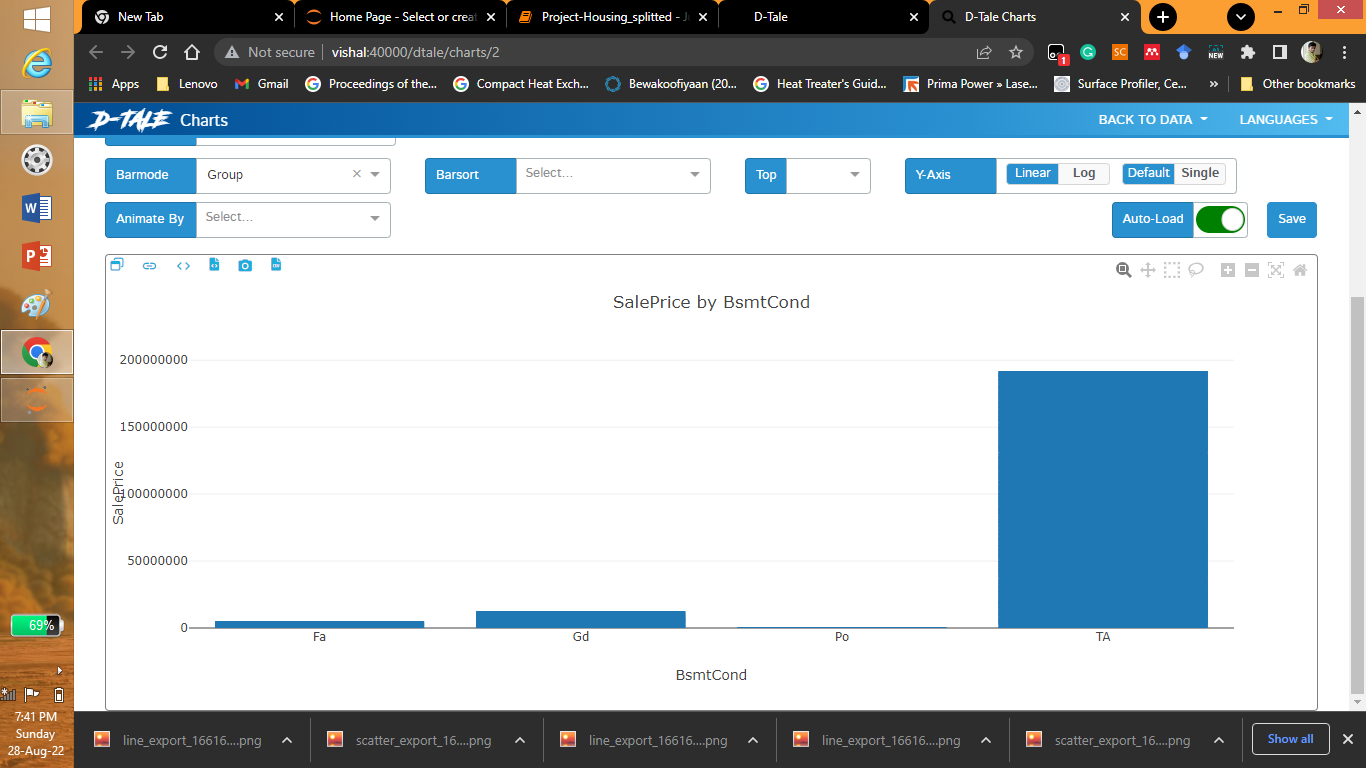 New Tab
Home Page - Select or creat
Project-Housing_splitted - J
D-Tale
D-Tale Charts
Not secure | vishal:40000/dtale/charts/2
SC
NEW
1
Apps
Lenovo
Gmail
Proceedings of the...
Compact Heat Exch...
Bewakoofiyaan (20...
Heat Treater's Guid...
Prima Power » Lase...
Surface Profiler, Ce...
»
Other bookmarks
D-TALE Charts
BACK TO DATA
LANGUAGES
Barmode
Group
Barsort
Select...
Top
Y-Axis
Linear
Log
Default
Single
Animate By
Select...
Auto-Load
Save
SalePrice by BsmtCond
200000000
150000000
100000000
50000000
0
SalePrice
Fa
Gd
Po
TA
BsmtCond
69%
7:41 PM
Sunday
28-Aug-22
line_export_16616....png
scatter_export_16....png
line_export_16616....png
line_export_16616....png
scatter_export_16....png
Show all